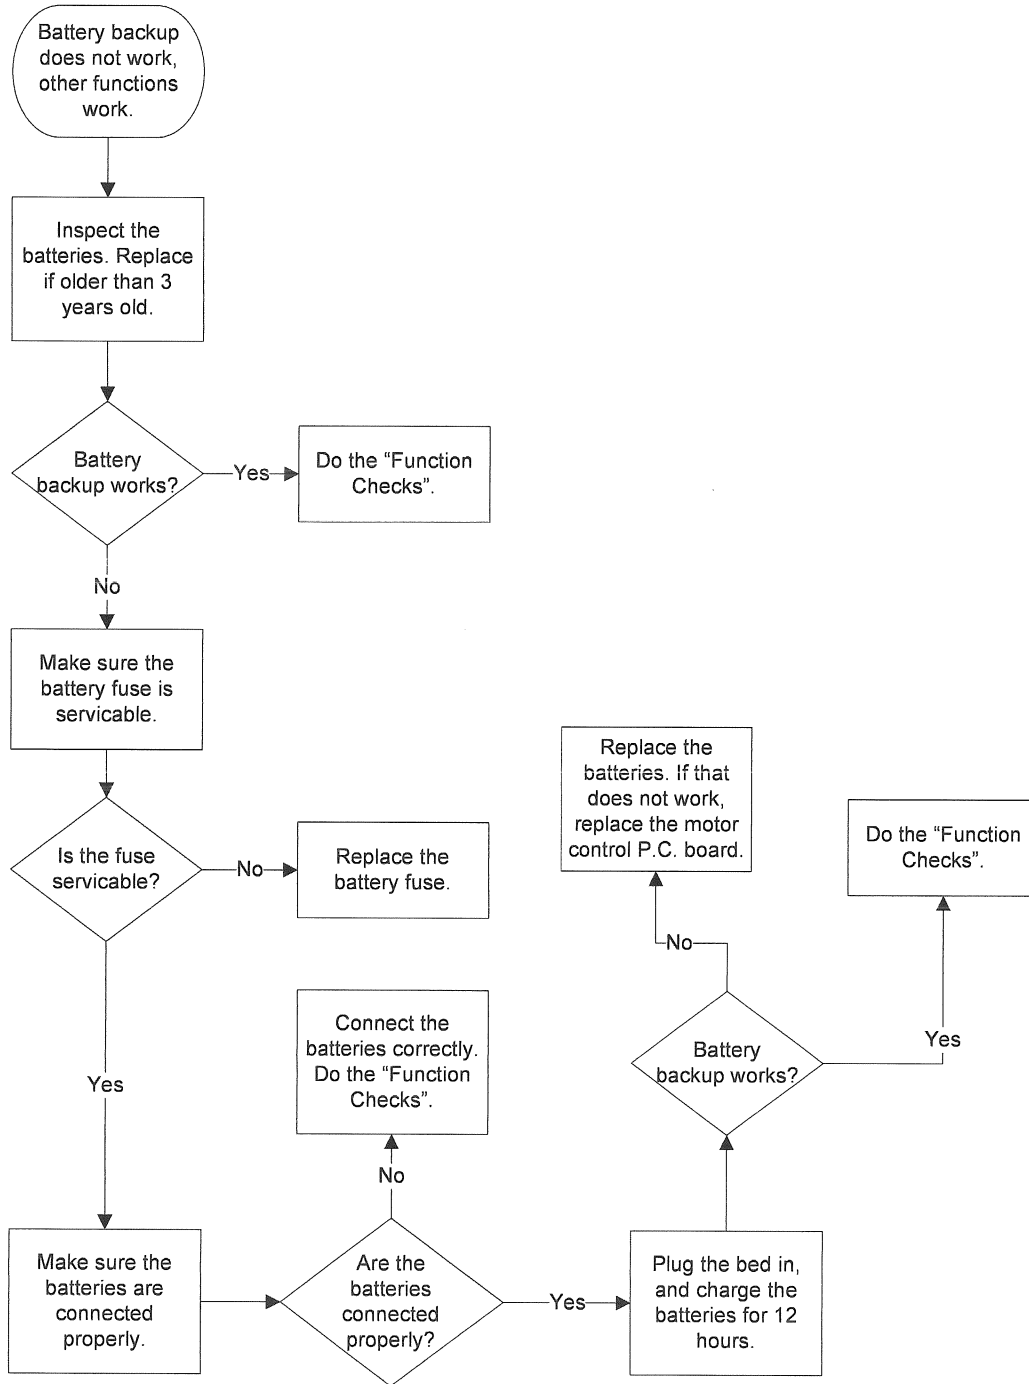 Battery backup
does not work,
other functions
work.
Inspect the
batteries. Replace
if older than 3
years old.
Battery
backup works?
Yes
Do the “Function
Checks”.
No
Make sure the
battery fuse is
servicable.
Is the fuse
servicable?
No
Replace the
battery fuse.
Yes
Make sure the
batteries are
connected
properly.
Are the
batteries
connected
properly?
No
Connect the
batteries correctly.
Do the “Function
Checks”.
Yes
Plug the bed in,
and charge the
batteries for 12
hours.
Battery
backup works?
No
Replace the
batteries. If that
does not work,
replace the motor
control P.C. board.
Yes
Do the “Function
Checks”.